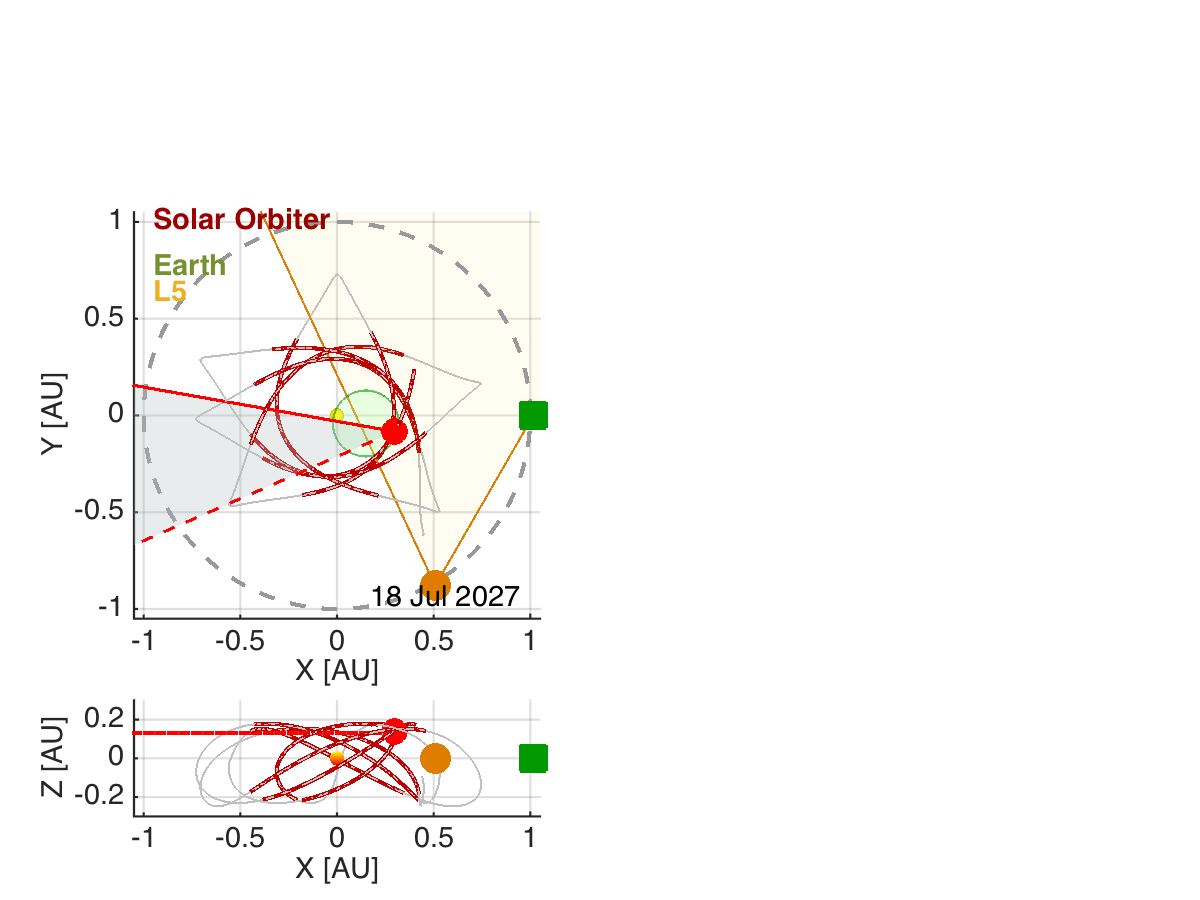 Solar Orbiter
Earth
L5
1
0.5
0
-0.5
-1
Y [AU]
18 Jul 2027
-1 -0.5 0 0.5 1
X [AU]
0.2
0
-0.2
Z [AU]
-1 -0.5 0 0.5 1
X [AU]